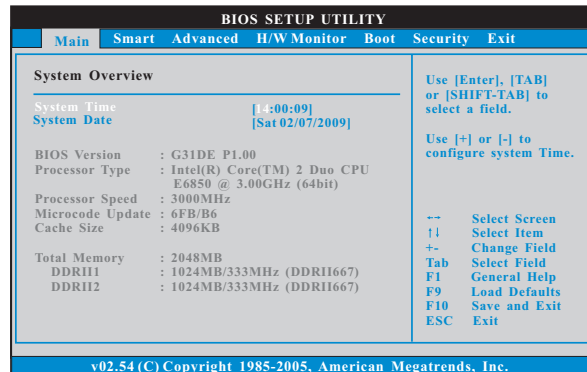 BIOS SETUP UTILITY
Main Smart Advanced H/W Monitor Boot Security Exit
System Overview
System Time [14:00:09]
System Date [Sat 02/07/2009]
BIOS Version : G31DE P1.00
Processor Type : Intel(R) Core(TM) 2 Duo CPU
E6850 @ 3.00GHz (64bit)
Processor Speed : 3000MHz
Microcode Update : 6FB/B6
Cache Size : 4096KB
Total Memory : 2048MB
DDRII1 : 1024MB/333MHz (DDRII667)
DDRII2 : 1024MB/333MHz (DDRII667)
Use [Enter], [TAB]
or [SHIFT-TAB] to
select a field.
Use [+] or [-] to
configure system Time.
←→ Select Screen
↑↓ Select Item
+- Change Field
Tab Select Field
F1 General Help
F9 Load Defaults
F10 Save and Exit
ESC Exit
v02.54 (C) Copyright 1985-2005, American Megatrends, Inc.